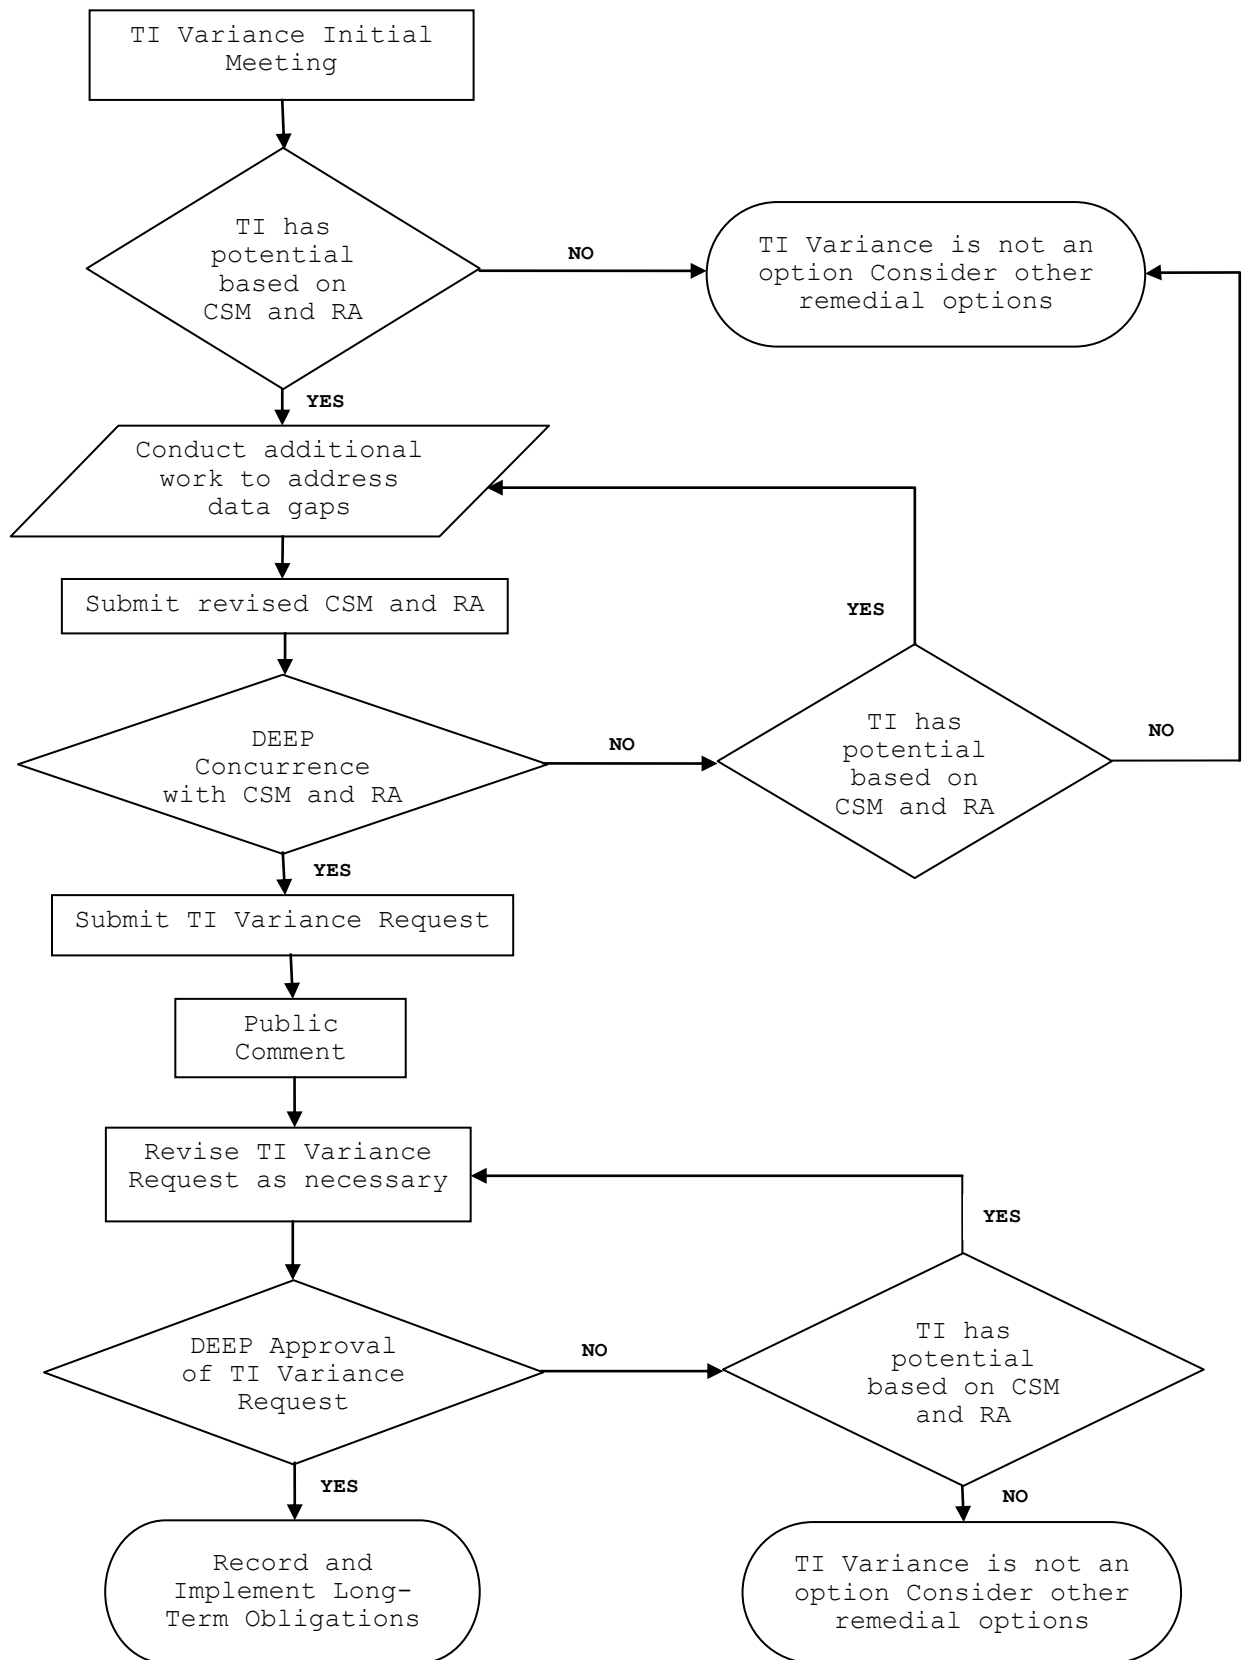 TI Variance Initial
Meeting
TI has
potential
based on
CSM and RA
NO
TI Variance is not an
option Consider other
remedial options
YES
Conduct additional
work to address
data gaps
Submit revised CSM and RA
YES
DEEP
Concurrence
with CSM and RA
NO
TI has
potential
based on
CSM and RA
NO
YES
Submit TI Variance Request
Public
Comment
Revise TI Variance
Request as necessary
YES
DEEP Approval
of TI Variance
Request
NO
TI has
potential
based on CSM
and RA
YES
NO
Record and
Implement Long-
Term Obligations
TI Variance is not an
option Consider other
remedial options